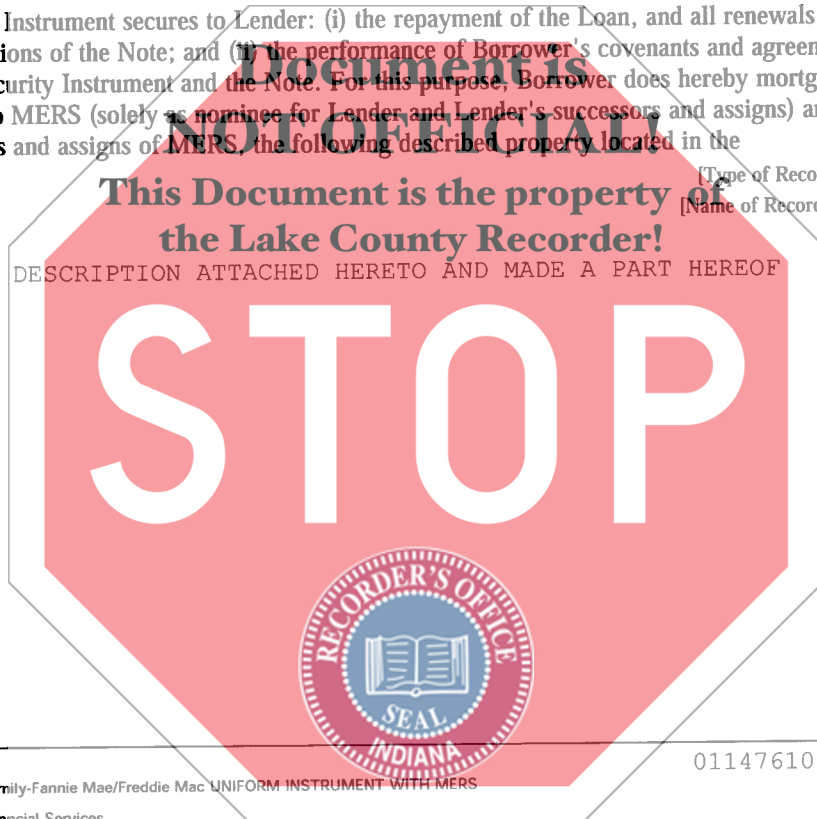 Instrument secures to Lender: (i) the repayment of the Loan, and all renewals
ions of the Note; and (ii) the performance of Borrower's covenants and agreem
curity Instrument and the Note. For this purpose, Borrower does hereby mortg
MERS (solely as nominee for Lender and Lender's successors and assigns) an
s and assigns of MERS, the following described property located in the
[Type of Reco
[Name of Record
Document is
NOT OFFICIAL!
This Document is the property of
the Lake County Recorder!
DESCRIPTION ATTACHED HERETO AND MADE A PART HEREOF
STOP
RECORDER'S OFFICE
SEAL
INDIANA
01147610
mily-Fannie Mae/Freddie Mac UNIFORM INSTRUMENT WITH MERS
ncial Services